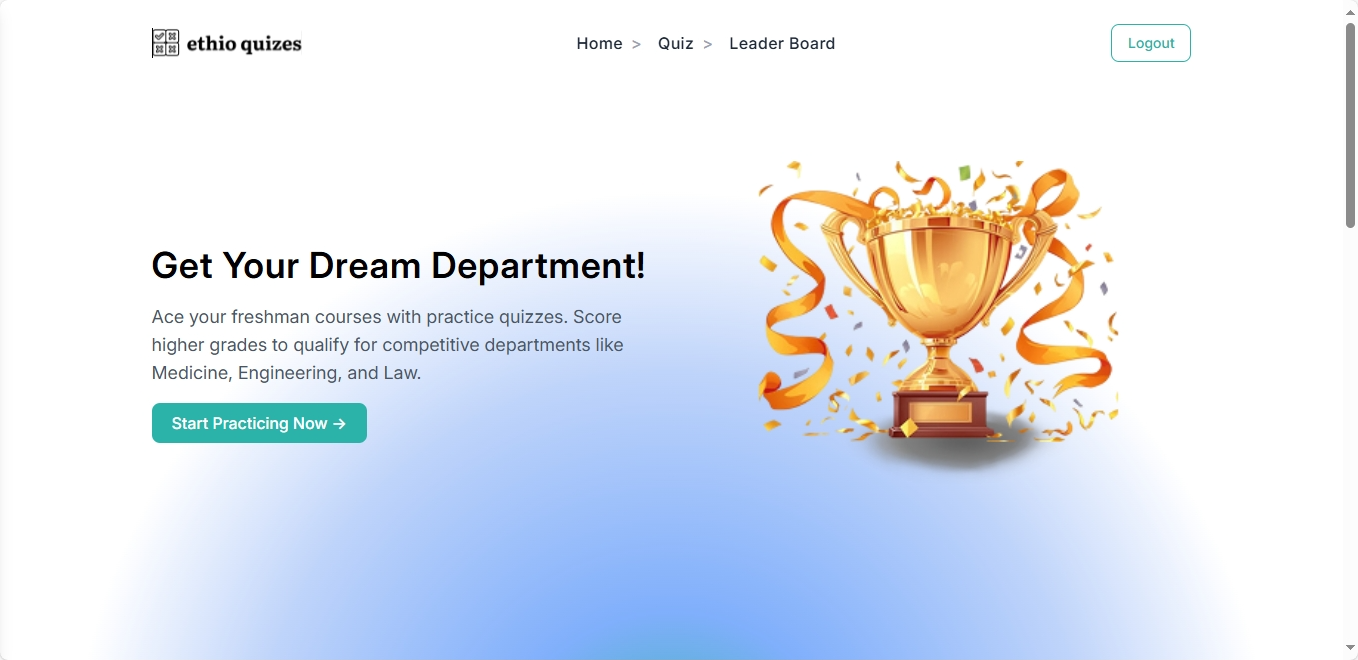 ethio quizes
Home > Quiz > Leader Board
Logout
Get Your Dream Department!
Ace your freshman courses with practice quizzes. Score
higher grades to qualify for competitive departments like
Medicine, Engineering, and Law.
Start Practicing Now →